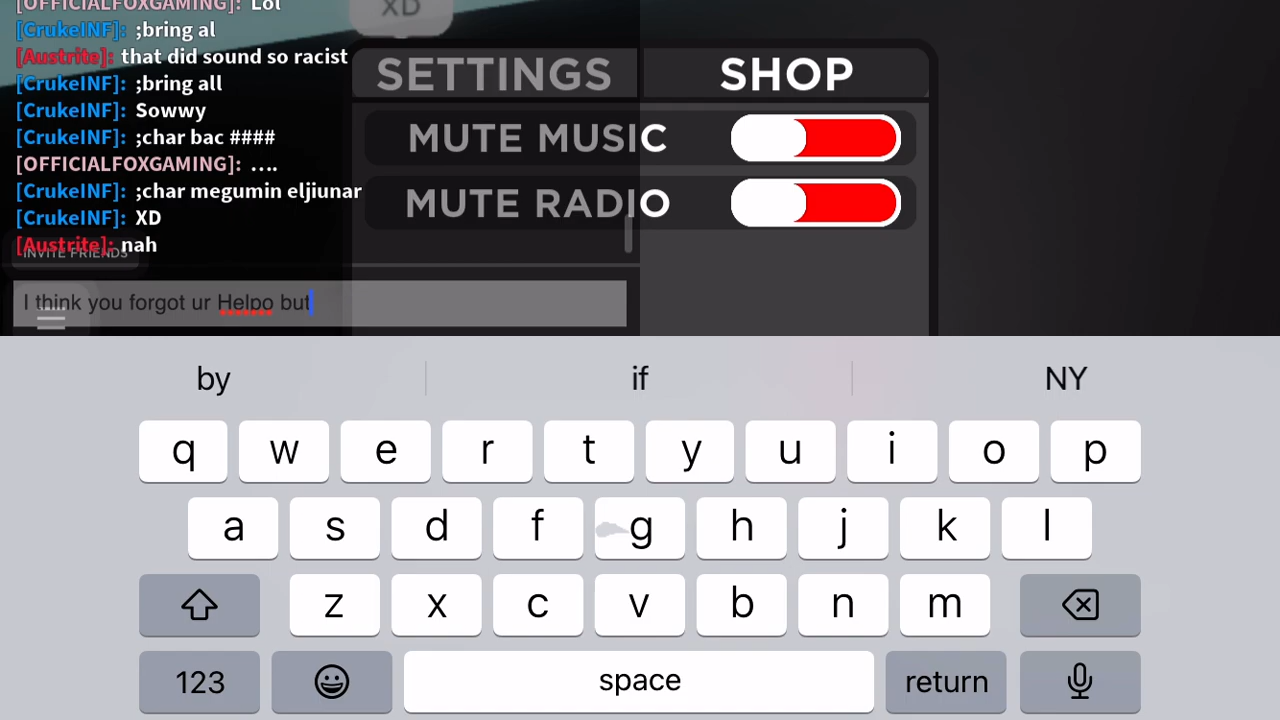 [OFFICIALFOXGAMING]: Lol
XD
[CrukeINF]: ;bring al
[Austrite]: that did sound so racist
[CrukeINF]: ;bring all
[CrukeINF]: Sowwy
[CrukeINF]: ;char bac ####
[OFFICIALFOXGAMING]: ....
[CrukeINF]: ;char megumin eljiunar
[CrukeINF]: XD
[Austrite]: nah
INVITE FRIENDS
SETTINGS SHOP
MUTE MUSIC
MUTE RADIO
I think you forgot ur Helpo but
by if NY
q w e r t y u i o p
a s d f g h j k l
z x c v b n m
123 space return